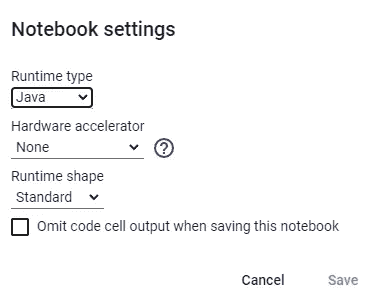 Notebook settings
Runtime type
Java
Hardware accelerator
None
?
Runtime shape
Standard
Omit code cell output when saving this notebook
Cancel Save